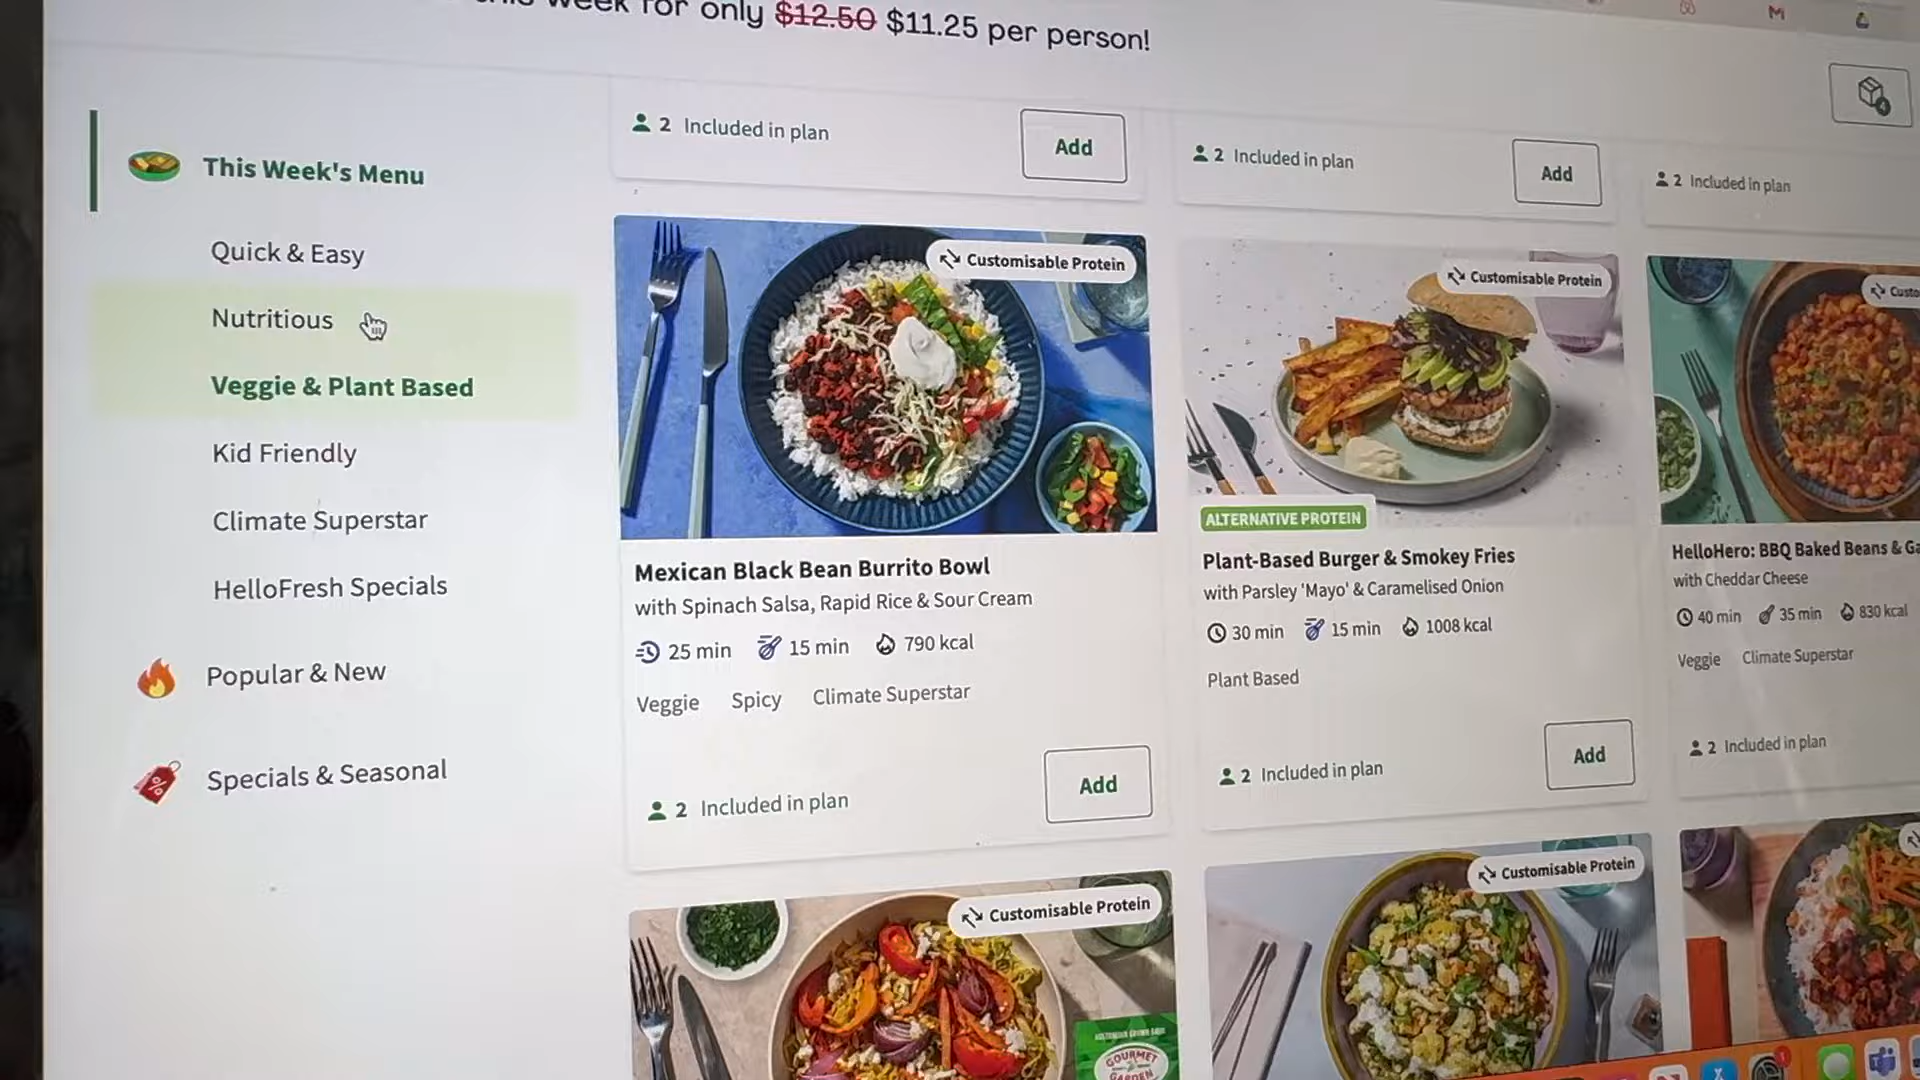 week for only $12.50 $11.25 per person!
2 Included in plan
Add
2 Included in plan
Add
2 Included in plan
4
This Week's Menu
Quick & Easy
Nutritious
Veggie & Plant Based
Kid Friendly
Climate Superstar
HelloFresh Specials
Popular & New
Specials & Seasonal
Customisable Protein
Mexican Black Bean Burrito Bowl
with Spinach Salsa, Rapid Rice & Sour Cream
25 min 15 min 790 kcal
Veggie Spicy Climate Superstar
2 Included in plan
Add
Customisable Protein
ALTERNATIVE PROTEIN
Plant-Based Burger & Smokey Fries
with Parsley 'Mayo' & Caramelised Onion
30 min 15 min 1008 kcal
Plant Based
2 Included in plan
Add
Custo
HelloHero: BBQ Baked Beans & Ga
with Cheddar Cheese
40 min 35 min 830 kcal
Veggie Climate Superstar
2 Included in plan
Customisable Protein
GOURMET
GARDEN
Customisable Protein